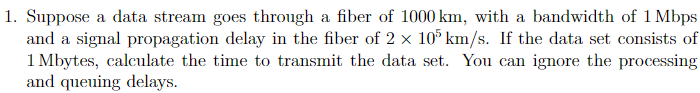 1. Suppose a data stream goes through a fiber of 1000 km, with a bandwidth of 1 Mbps
and a signal propagation delay in the fiber of 2 × 10⁵ km/s. If the data set consists of
1 Mbytes, calculate the time to transmit the data set. You can ignore the processing
and queuing delays.